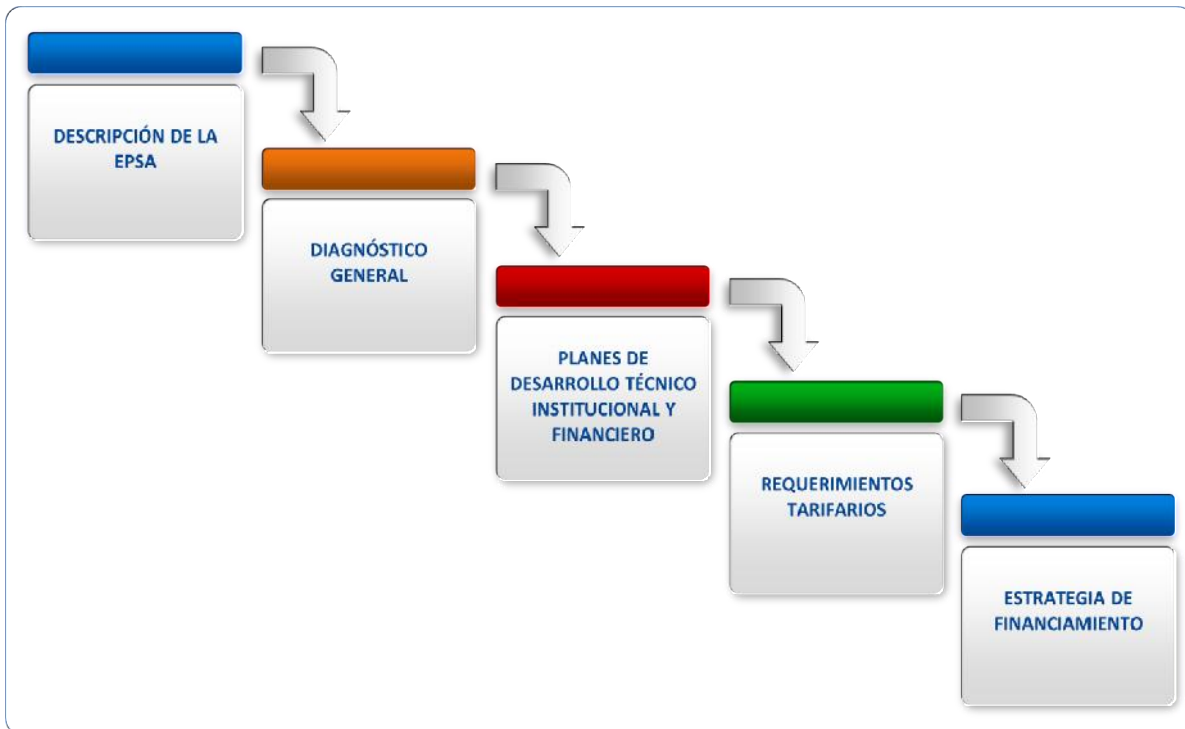 DESCRIPCIÓN DE LA
EPSA
DIAGNÓSTICO
GENERAL
PLANES DE
DESARROLLO TÉCNICO
INSTITUCIONAL Y
FINANCIERO
REQUERIMIENTOS
TARIFARIOS
ESTRATEGIA DE
FINANCIAMIENTO